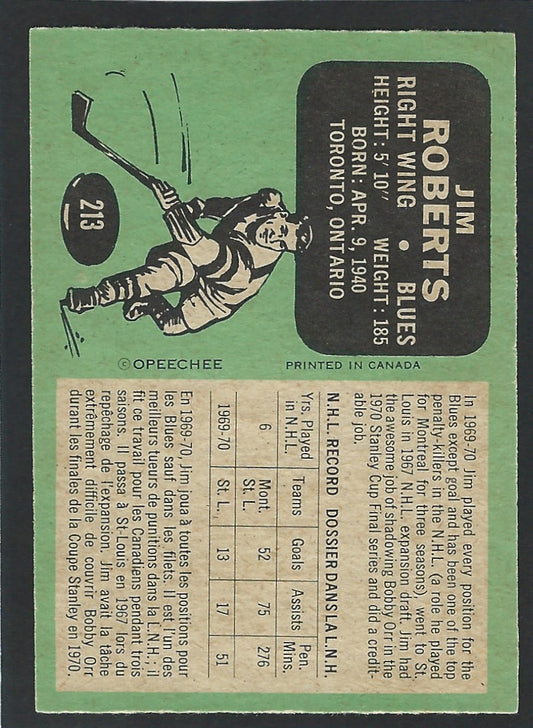 JIM
ROBERTS
RIGHT WING • BLUES
HEIGHT: 5' 10" WEIGHT: 185
BORN: APR. 9, 1940
TORONTO, ONTARIO
213
©OPEECHEE
PRINTED IN CANADA
In 1969-70 Jim played every position for the
Blues except goal and has been one of the top
penalty-killers in the N.H.L. (a role he played
for Montreal for three seasons), went to St.
Louis in 1967 N.H.L. expansion draft. Jim had
the awesome job of shadowing Bobby Orr in the
1970 Stanley Cup Final series and did a credit-
able job.
N.H.L. RECORD DOSSIER DANS LA L.N.H.
Yrs. Played Teams Goals Assists Pen.
in N.H.L. Mins.
6 Mont. 52 75 276
St. L.
1969-70 St. L. 13 17 51
En 1969-70, Jim joua à toutes les positions pour
les Blues sauf dans les filets. Il est l'un des
meilleurs tueurs de punitions dans la L.N.H.; il
fit ce travail pour les Canadiens pendant trois
saisons. Il passa à St-Louis en 1967 lors du
repêchage de l'expansion. Jim avait la tâche
extrêmement difficile de couvrir Bobby Orr
durant les finales de la Coupe Stanley en 1970.